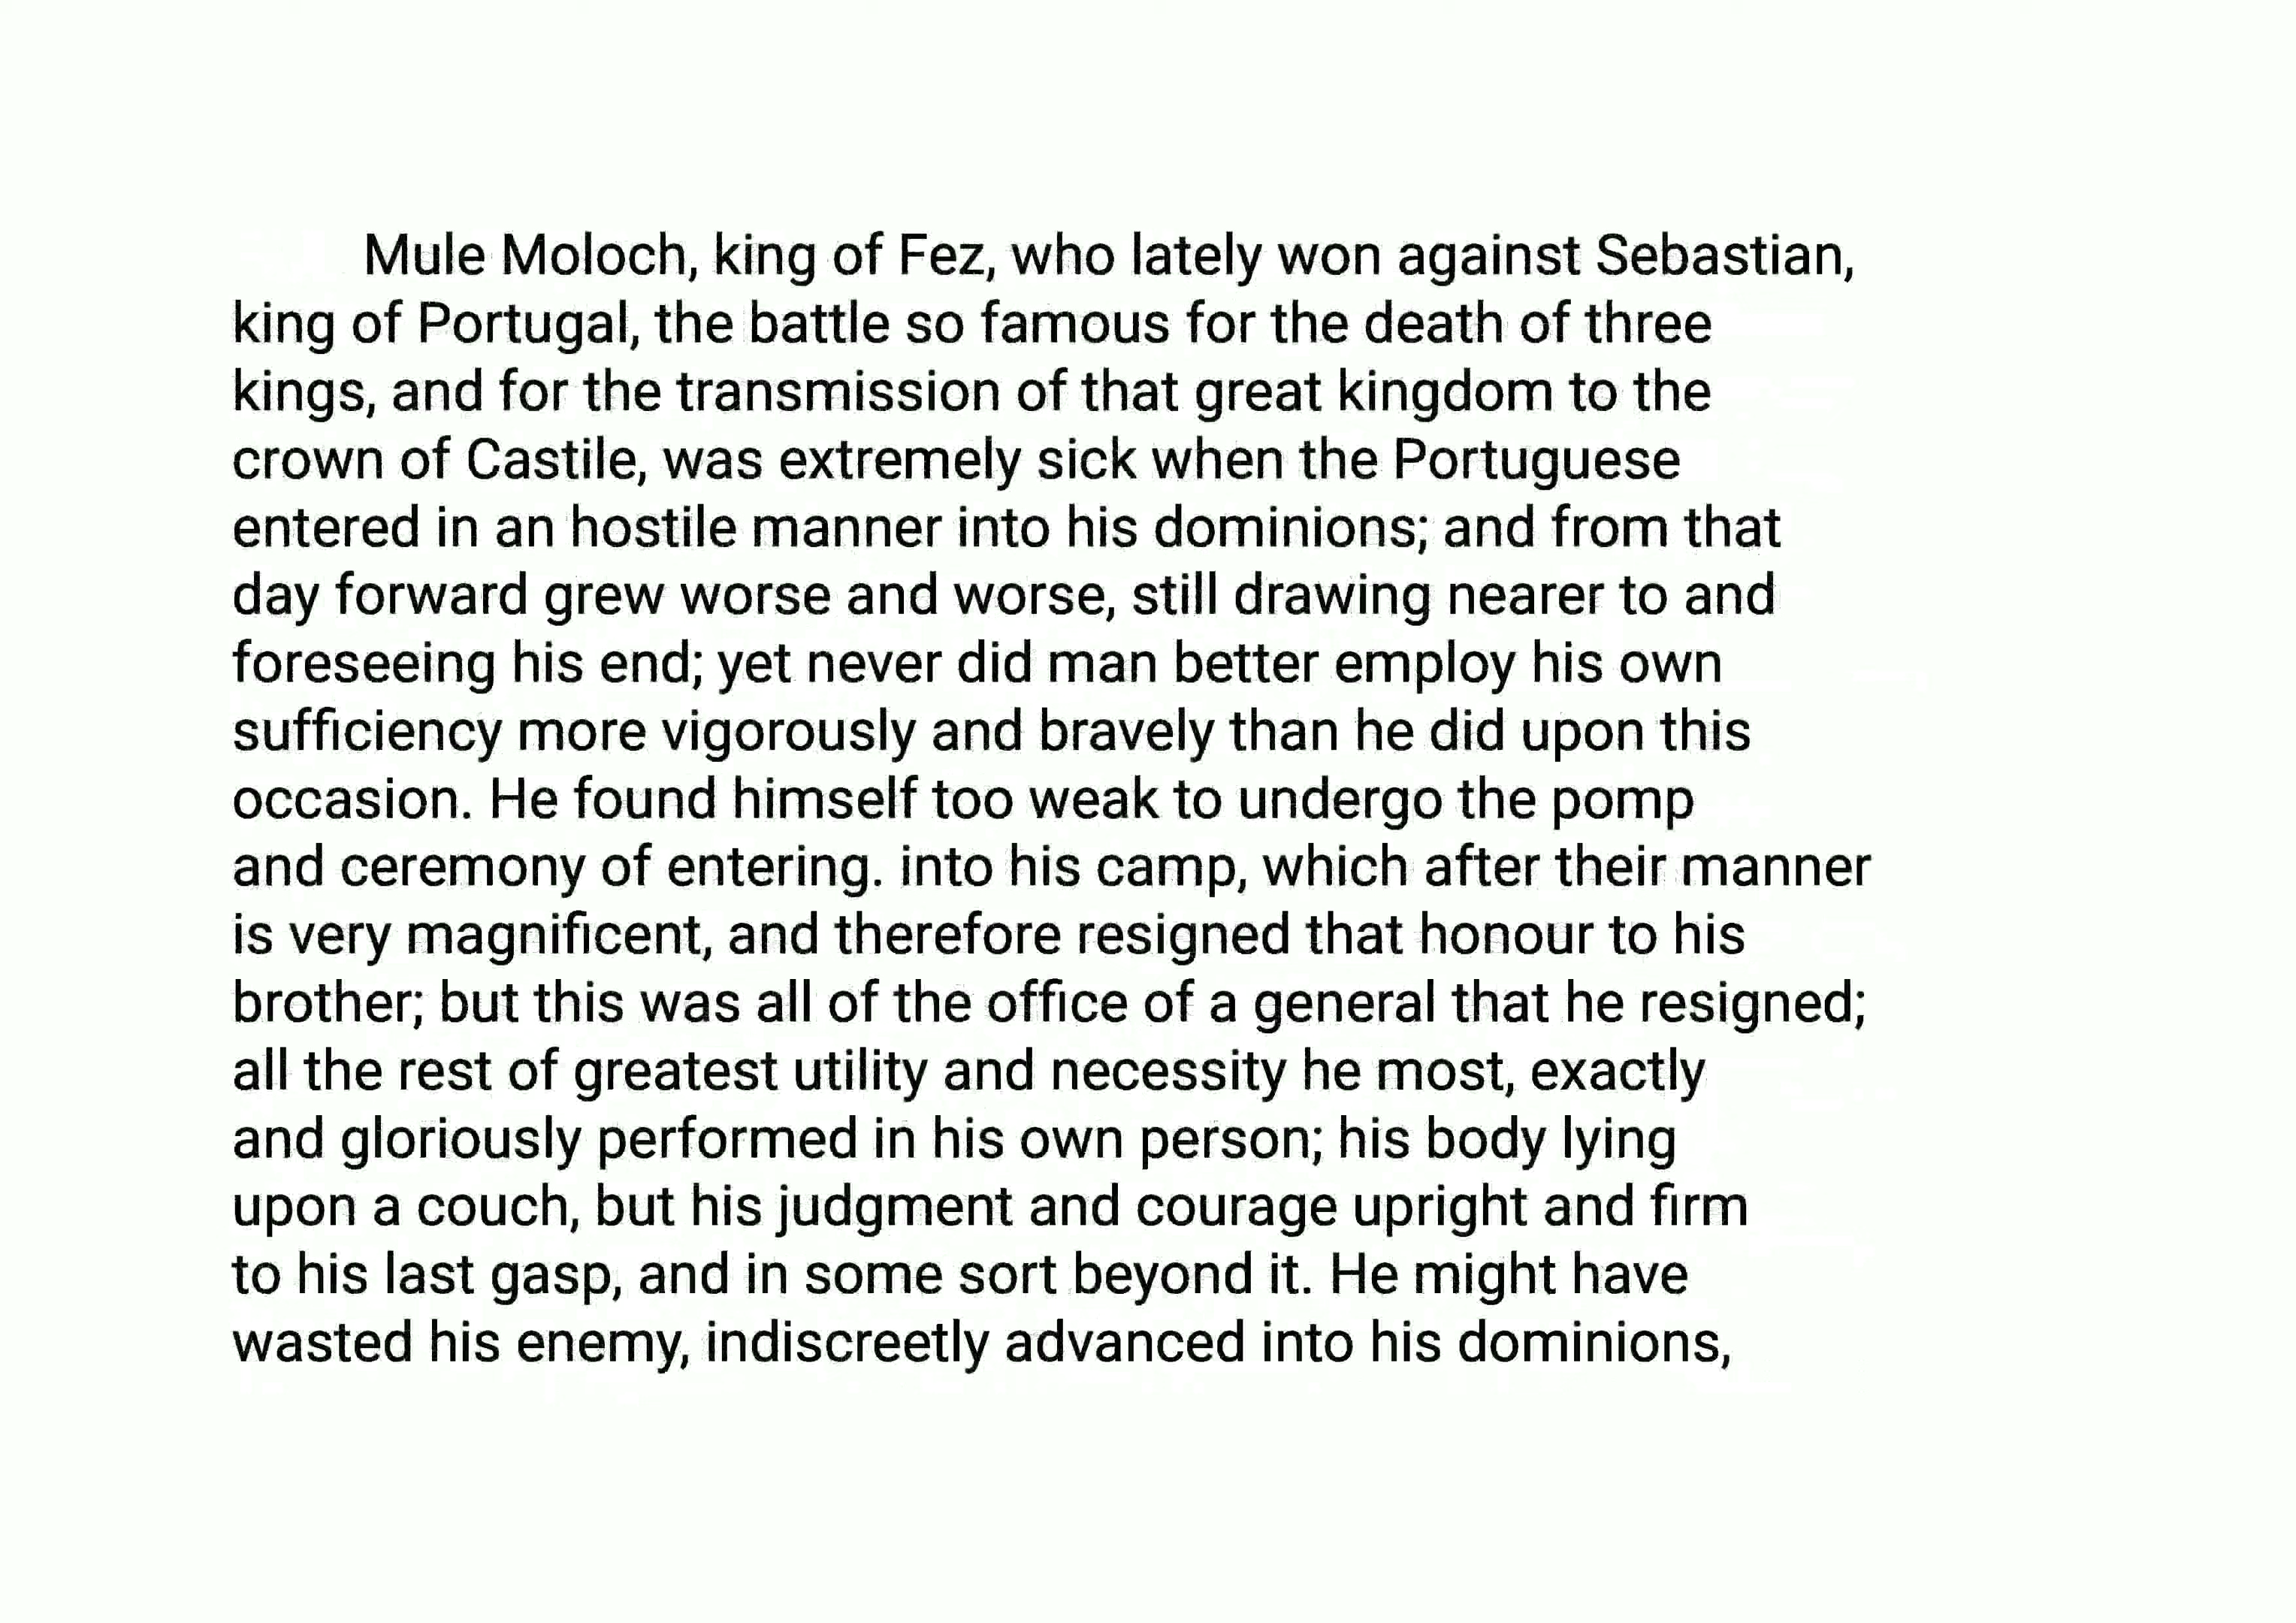 Mule Moloch, king of Fez, who lately won against Sebastian,
king of Portugal, the battle so famous for the death of three
kings, and for the transmission of that great kingdom to the
crown of Castile, was extremely sick when the Portuguese
entered in an hostile manner into his dominions; and from that
day forward grew worse and worse, still drawing nearer to and
foreseeing his end; yet never did man better employ his own
sufficiency more vigorously and bravely than he did upon this
occasion. He found himself too weak to undergo the pomp
and ceremony of entering. into his camp, which after their manner
is very magnificent, and therefore resigned that honour to his
brother; but this was all of the office of a general that he resigned;
all the rest of greatest utility and necessity he most, exactly
and gloriously performed in his own person; his body lying
upon a couch, but his judgment and courage upright and firm
to his last gasp, and in some sort beyond it. He might have
wasted his enemy, indiscreetly advanced into his dominions,